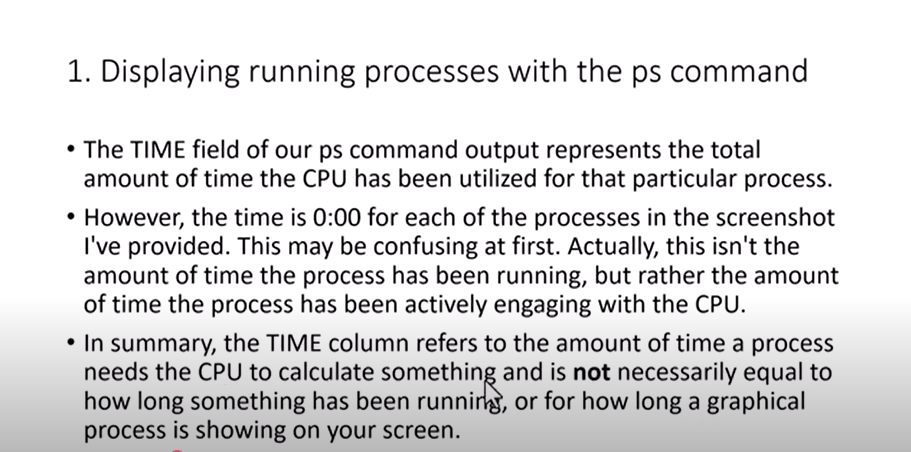 1. Displaying running processes with the ps command
• The TIME field of our ps command output represents the total
amount of time the CPU has been utilized for that particular process.
• However, the time is 0:00 for each of the processes in the screenshot
I've provided. This may be confusing at first. Actually, this isn't the
amount of time the process has been running, but rather the amount
of time the process has been actively engaging with the CPU.
• In summary, the TIME column refers to the amount of time a process
needs the CPU to calculate something and is not necessarily equal to
how long something has been running, or for how long a graphical
process is showing on your screen.